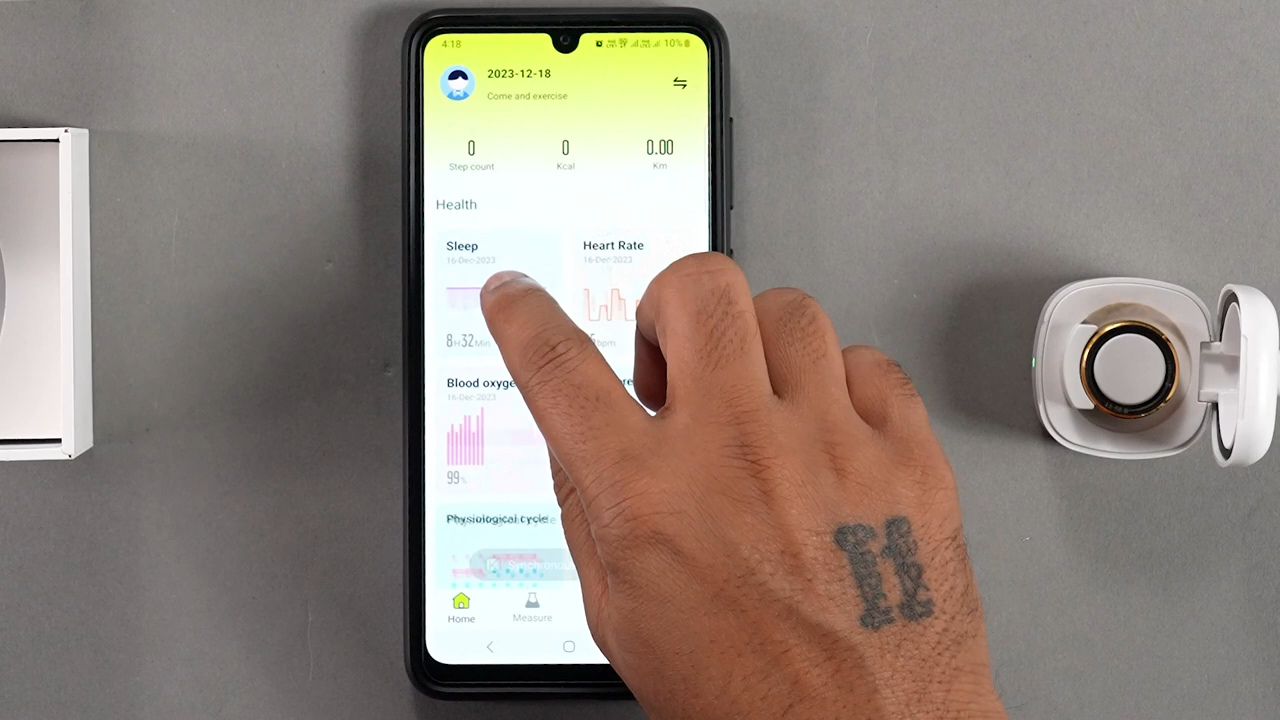 4:18
10%
2023-12-18
Come and exercise
0 0 0.00
Step count Kcal Km
Health
Sleep Heart Rate
16-Dec-2023 16-Dec-2023
8H32Min bpm
Blood
16-Dec-2023
99%
Physiological cycle
Home Measure